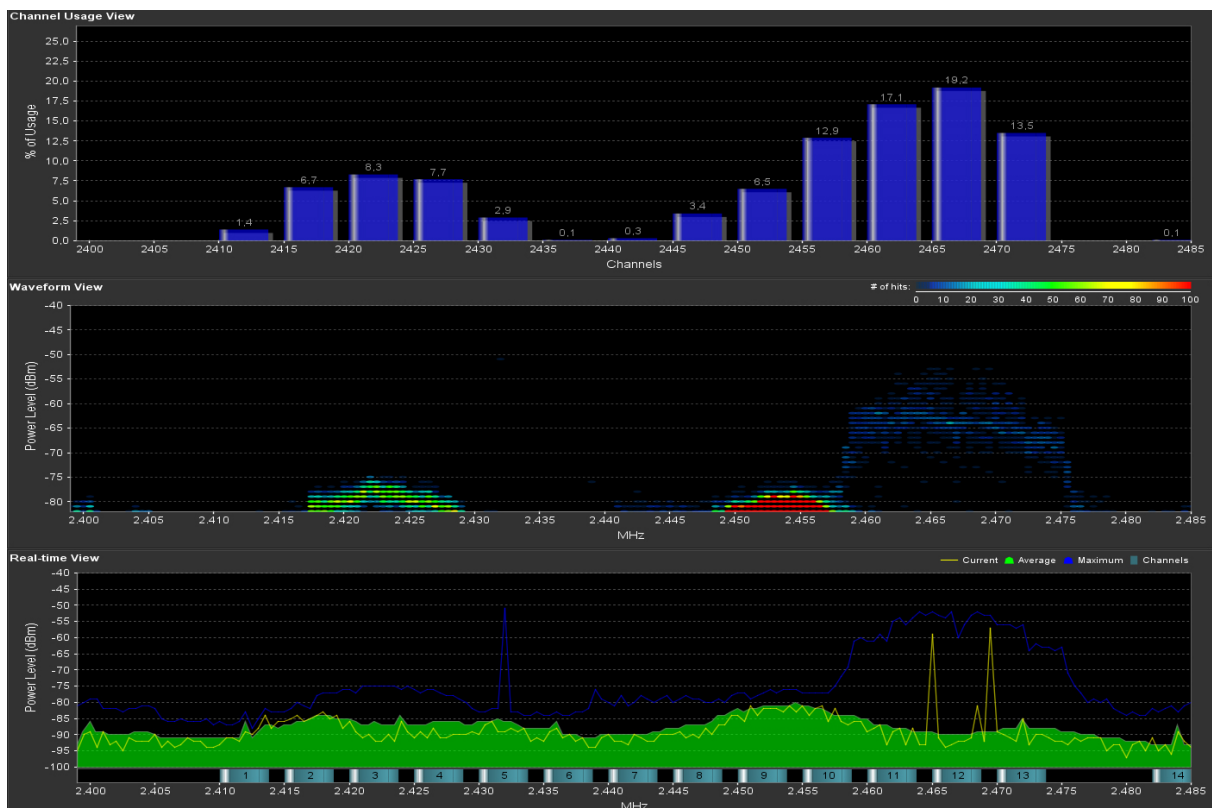 Channel Usage View
25,0
22,5
20,0
17,5
15,0
12,5
10,0
7,5
5,0
2,5
0,0
% of Usage
1,4
6,7
8,3
7,7
2,9
0,1
0,3
3,4
6,5
12,9
17,1
19,2
13,5
0,1
2400 2405 2410 2415 2420 2425 2430 2435 2440 2445 2450 2455 2460 2465 2470 2475 2480 2485
Channels
Waveform View
# of hits:
0 10 20 30 40 50 60 70 80 90 100
-40
-45
-50
-55
-60
-65
-70
-75
-80
Power Level (dBm)
2.400 2.405 2.410 2.415 2.420 2.425 2.430 2.435 2.440 2.445 2.450 2.455 2.460 2.465 2.470 2.475 2.480 2.485
MHz
Real-time View
Current Average Maximum Channels
-40
-45
-50
-55
-60
-65
-70
-75
-80
-85
-90
-95
-100
Power Level (dBm)
1 2 3 4 5 6 7 8 9 10 11 12 13 14
2.400 2.405 2.410 2.415 2.420 2.425 2.430 2.435 2.440 2.445 2.450 2.455 2.460 2.465 2.470 2.475 2.480 2.485
MHz